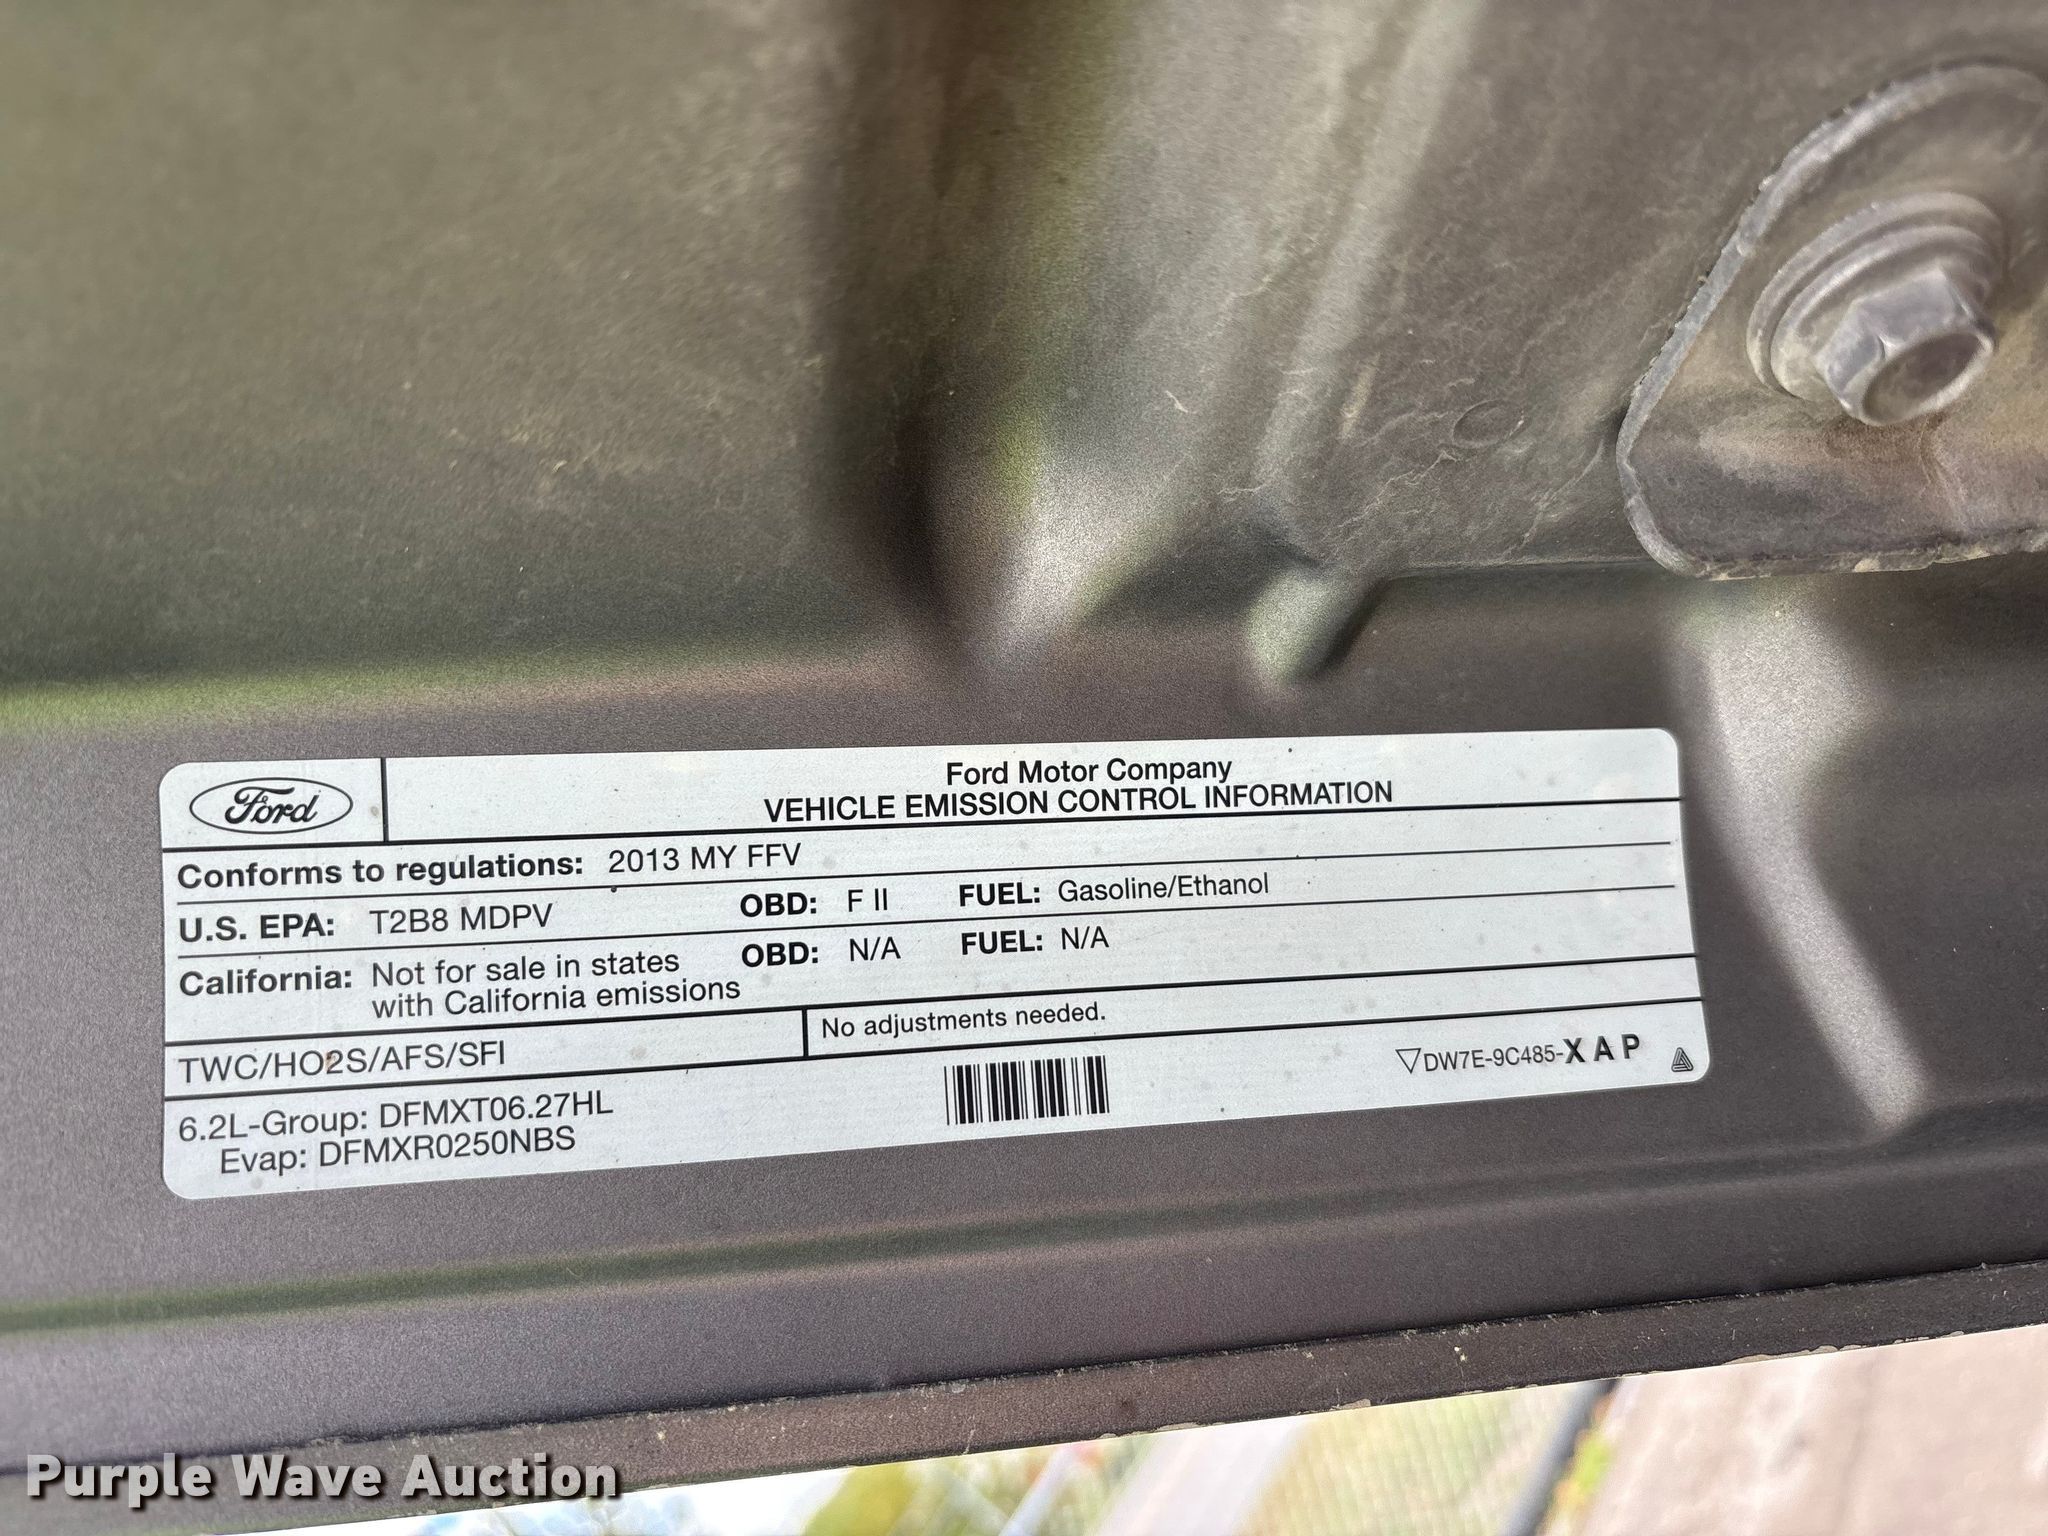 Ford
Ford Motor Company
VEHICLE EMISSION CONTROL INFORMATION
Conforms to regulations: 2013 MY FFV
U.S. EPA: T2B8 MDPV OBD: F II FUEL: Gasoline/Ethanol
California: Not for sale in states with California emissions OBD: N/A FUEL: N/A
TWC/HO2S/AFS/SFI
No adjustments needed.
6.2L-Group: DFMXT06.27HL
Evap: DFMXR0250NBS
DW7E-9C485-XAP
Purple Wave Auction